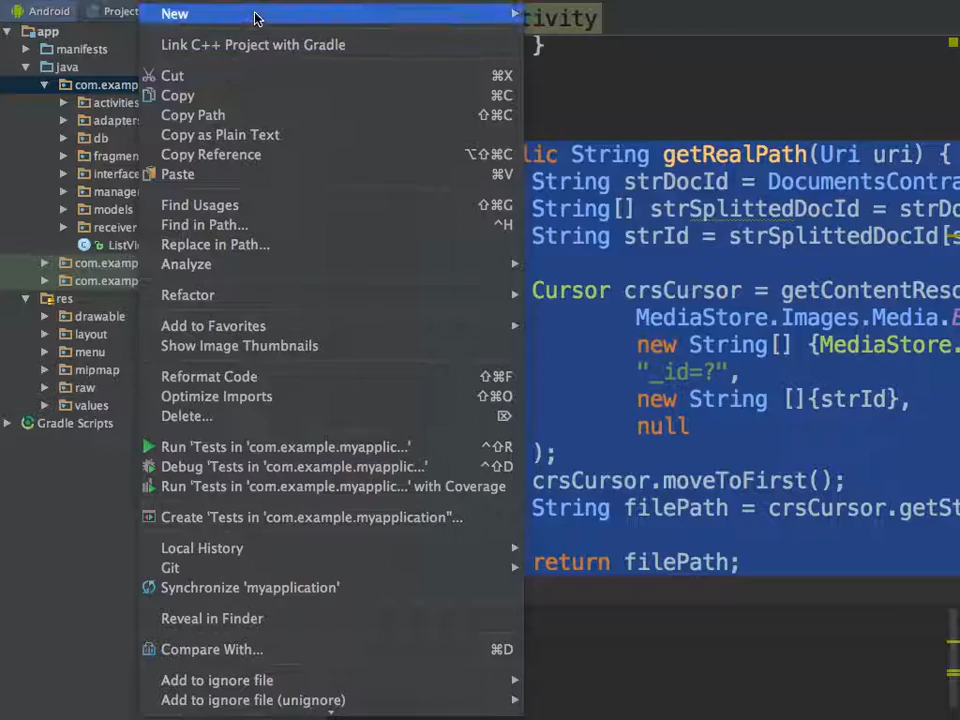 Android
Project
app
manifests
java
com.examp
activities
adapters
db
fragmen
interface
manage
models
receiver
ListVi
com.examp
com.examp
res
drawable
layout
menu
mipmap
raw
values
Gradle Scripts
New
Link C++ Project with Gradle
Cut ⌘X
Copy ⌘C
Copy Path ⇧⌘C
Copy as Plain Text
Copy Reference ⌥⇧⌘C
Paste ⌘V
Find Usages ⇧⌘G
Find in Path... ^H
Replace in Path...
Analyze
Refactor
Add to Favorites
Show Image Thumbnails
Reformat Code ⇧⌘F
Optimize Imports ⇧⌘O
Delete... ⌦
Run 'Tests in 'com.example.myapplic...' ^⇧R
Debug 'Tests in 'com.example.myapplic...' ^⇧D
Run 'Tests in 'com.example.myapplic...' with Coverage
Create 'Tests in 'com.example.myapplication''...
Local History
Git
Synchronize 'myapplication'
Reveal in Finder
Compare With... ⌘D
Add to ignore file
Add to ignore file (unignore)
tivity
}
lic String getRealPath(Uri uri) {
String strDocId = DocumentsContra
String[] strSplittedDocId = strDo
String strId = strSplittedDocId[s
Cursor crsCursor = getContentReso
MediaStore.Images.Media.E
new String[] {MediaStore.
"_id=?",
new String []{strId},
null
);
crsCursor.moveToFirst();
String filePath = crsCursor.getSt
return filePath;